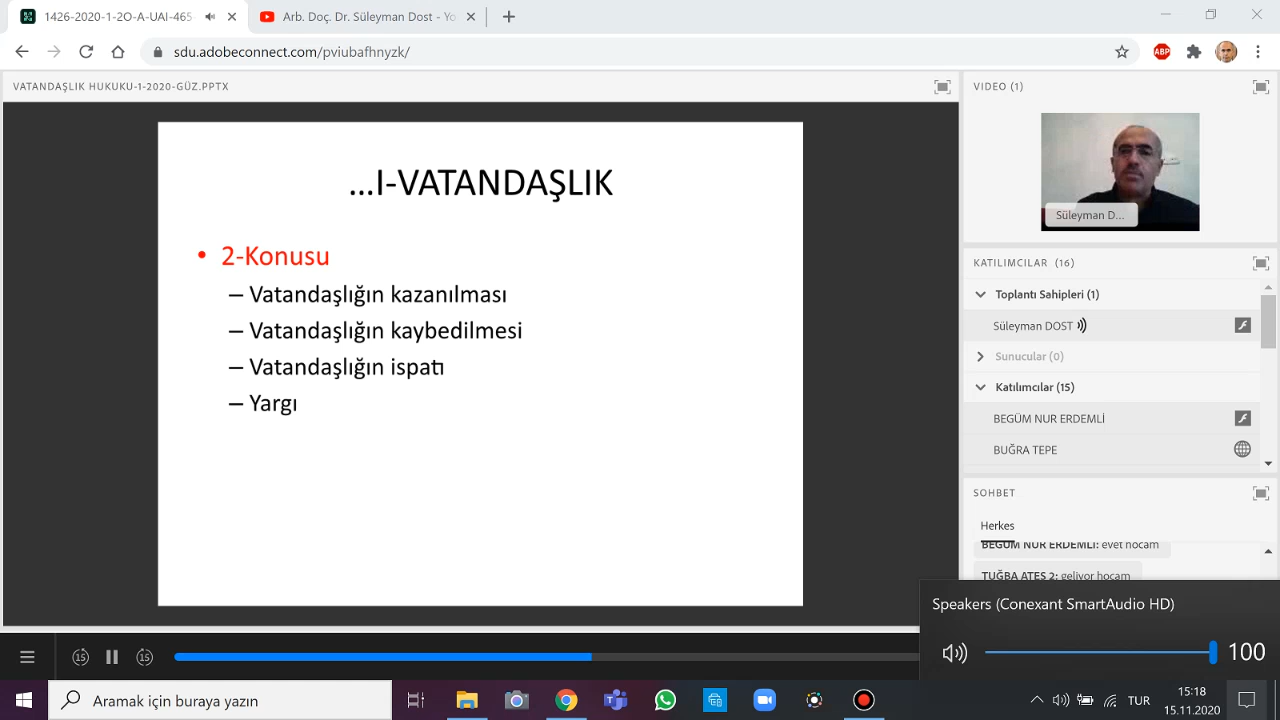 1426-2020-1-2O-A-UAI-465
Arb. Doç. Dr. Süleyman Dost - Yo
sdu.adobeconnect.com/pviubafhnyzk/
ABP
VATANDAŞLIK HUKUKU-1-2020-GÜZ.PPTX
...I-VATANDAŞLIK
• 2-Konusu
– Vatandaşlığın kazanılması
– Vatandaşlığın kaybedilmesi
– Vatandaşlığın ispatı
– Yargı
VIDEO (1)
Süleyman D...
KATILIMCILAR (16)
Toplantı Sahipleri (1)
Süleyman DOST
Sunucular (0)
Katılımcılar (15)
BEGÜM NUR ERDEMLİ
BUĞRA TEPE
SOHBET
Herkes
BEGÜM NUR ERDEMLİ: evet hocam
TUĞBA ATEŞ 2: geliyor hocam
Speakers (Conexant SmartAudio HD)
100
15
15
Aramak için buraya yazın
TUR
15:18
15.11.2020